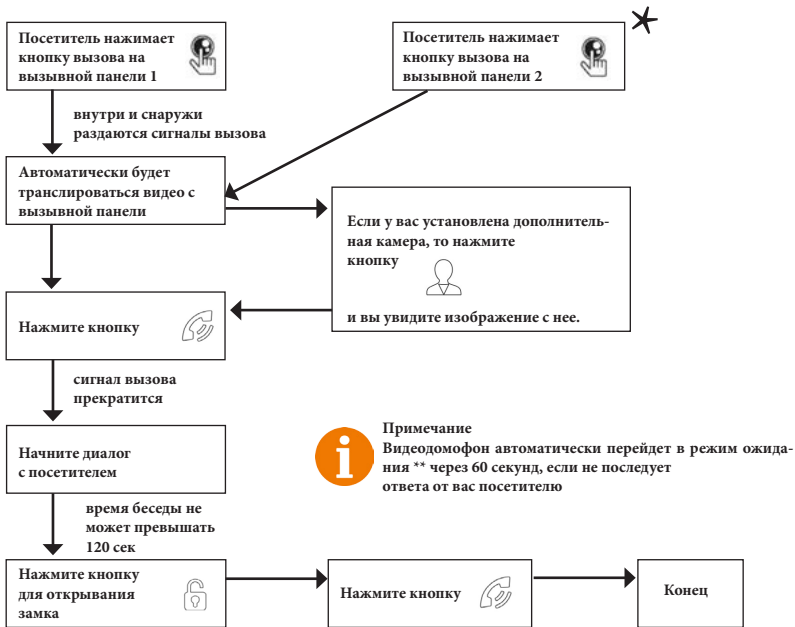 Посетитель нажимает
кнопку вызова на
вызывной панели 1
Посетитель нажимает
кнопку вызова на
вызывной панели 2
внутри и снаружи
раздаются сигналы вызова
Автоматически будет
транслироваться видео с
вызывной панели
Если у вас установлена дополнитель-
ная камера, то нажмите
кнопку
и вы увидите изображение с нее.
Нажмите кнопку
сигнал вызова
прекратится
Начните диалог
с посетителем
Примечание
Видеодомофон автоматически перейдет в режим ожида-
ния ** через 60 секунд, если не последует
ответа от вас посетителю
время беседы не
может превышать
120 сек
Нажмите кнопку
для открывания
замка
Нажмите кнопку
Конец